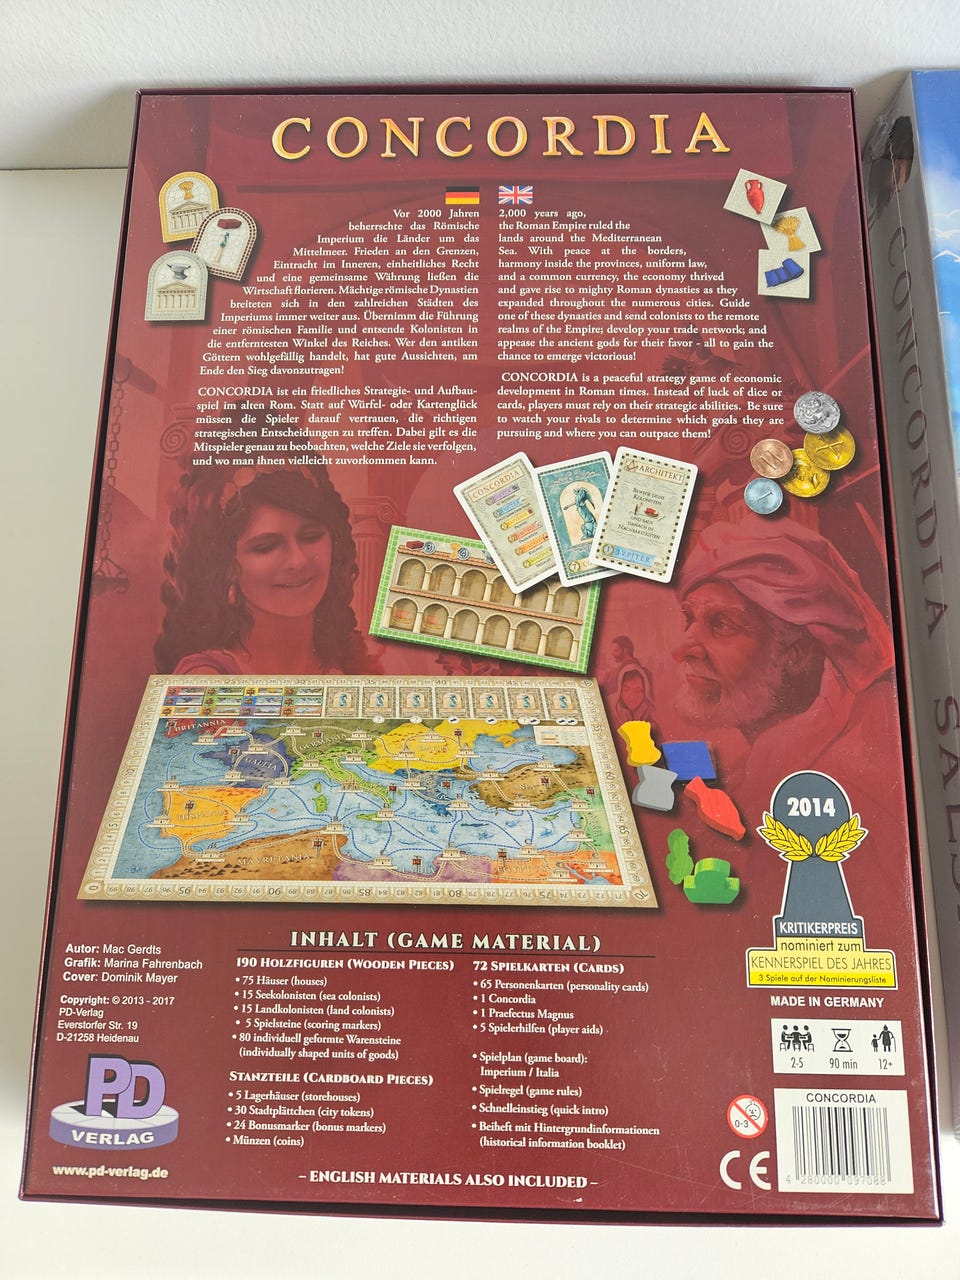 CONCORDIA
Vor 2000 Jahren
beherrschte das Römische
Imperium die Länder um das
Mittelmeer. Frieden an den Grenzen,
Eintracht im Inneren, einheitliches Recht
und eine gemeinsame Währung ließen die
Wirtschaft florieren. Mächtige römische Dynastien
breiteten sich in den zahlreichen Städten des
Imperiums immer weiter aus. Übernimm die Führung
einer römischen Familie und entsende Kolonisten in
die entferntesten Winkel des Reiches. Wer den antiken
Göttern wohlgefällig handelt, hat gute Aussichten, am
Ende den Sieg davonzutragen!
CONCORDIA ist ein friedliches Strategie- und Aufbau-
spiel im alten Rom. Statt auf Würfel- oder Kartenglück
müssen die Spieler darauf vertrauen, die richtigen
strategischen Entscheidungen zu treffen. Dabei gilt es die
Mitspieler genau zu beobachten, welche Ziele sie verfolgen,
und wo man ihnen vielleicht zuvorkommen kann.
2,000 years ago,
the Roman Empire ruled the
lands around the Mediterranean
Sea. With peace at the borders,
harmony inside the provinces, uniform law,
and a common currency, the economy thrived
and gave rise to mighty Roman dynasties as they
expanded throughout the numerous cities. Guide
one of these dynasties and send colonists to the remote
realms of the Empire; develop your trade network; and
appease the ancient gods for their favor - all to gain the
chance to emerge victorious!
CONCORDIA is a peaceful strategy game of economic
development in Roman times. Instead of luck of dice or
cards, players must rely on their strategic abilities. Be sure
to watch your rivals to determine which goals they are
pursuing and where you can outpace them!
CONCORDIA
ARCHITEKT
BEWEGE DEINE
KOLONISTEN
UND BAUE
DANACH IN
NACHBARSTÄDTEN
JUPITER
BRITANNIA
GERMANIA
GALLIA
HISPANIA
MAURETANIA
2014
KRITIKERPREIS
nominiert zum
KENNERSPIEL DES JAHRES
3 Spiele auf der Nominierungsliste
MADE IN GERMANY
2-5 90 min 12+
0-3
CE
CONCORDIA
4 280000 097088
Autor: Mac Gerdts
Grafik: Marina Fahrenbach
Cover: Dominik Mayer
Copyright: © 2013 - 2017
PD-Verlag
Everstorfer Str. 19
D-21258 Heidenau
PD
VERLAG
www.pd-verlag.de
INHALT (GAME MATERIAL)
190 HOLZFIGUREN (WOODEN PIECES)
• 75 Häuser (houses)
• 15 Seekolonisten (sea colonists)
• 15 Landkolonisten (land colonists)
• 5 Spielsteine (scoring markers)
• 80 individuell geformte Warensteine
(individually shaped units of goods)
STANZTEILE (CARDBOARD PIECES)
• 5 Lagerhäuser (storehouses)
• 30 Stadtplättchen (city tokens)
• 24 Bonusmarker (bonus markers)
• Münzen (coins)
72 SPIELKARTEN (CARDS)
• 65 Personenkarten (personality cards)
• 1 Concordia
• 1 Praefectus Magnus
• 5 Spielerhilfen (player aids)
• Spielplan (game board):
Imperium / Italia
• Spielregel (game rules)
• Schnelleinstieg (quick intro)
• Beiheft mit Hintergrundinformationen
(historical information booklet)
– ENGLISH MATERIALS ALSO INCLUDED –
CONCORDIA SALSA